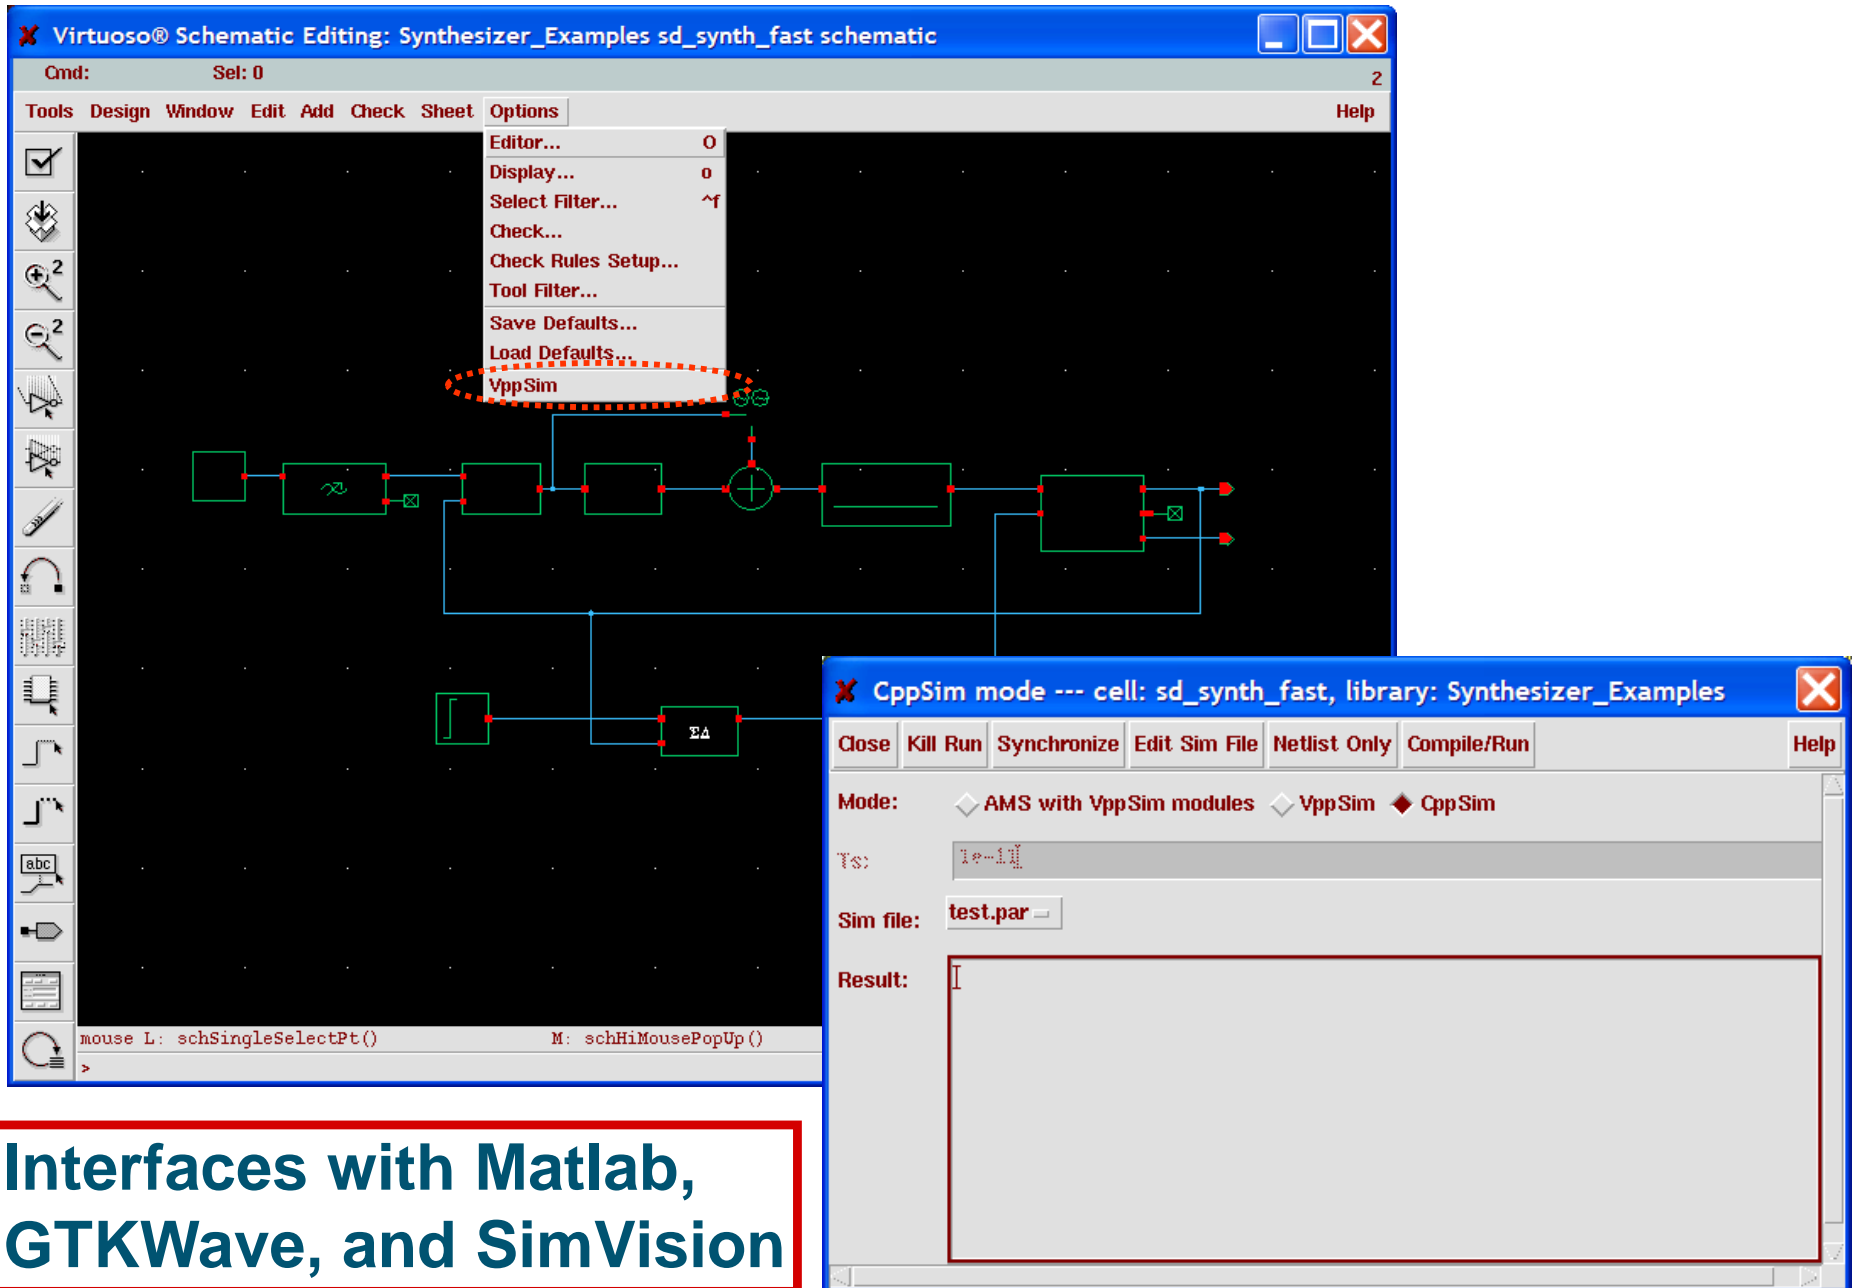 Virtuoso® Schematic Editing: Synthesizer_Examples sd_synth_fast schematic
Cmd: Sel: 0 2
Tools Design Window Edit Add Check Sheet Options Help
Editor... O
Display... o
Select Filter... ^f
Check...
Check Rules Setup...
Tool Filter...
Save Defaults...
Load Defaults...
VppSim
2
2
abc
ΣΔ
mouse L: schSingleSelectPt() M: schHiMousePopUp()
>
CppSim mode --- cell: sd_synth_fast, library: Synthesizer_Examples
Close Kill Run Synchronize Edit Sim File Netlist Only Compile/Run Help
Mode: AMS with VppSim modules VppSim CppSim
Ts: 1e-11
Sim file: test.par
Result:
Interfaces with Matlab,
GTKWave, and SimVision